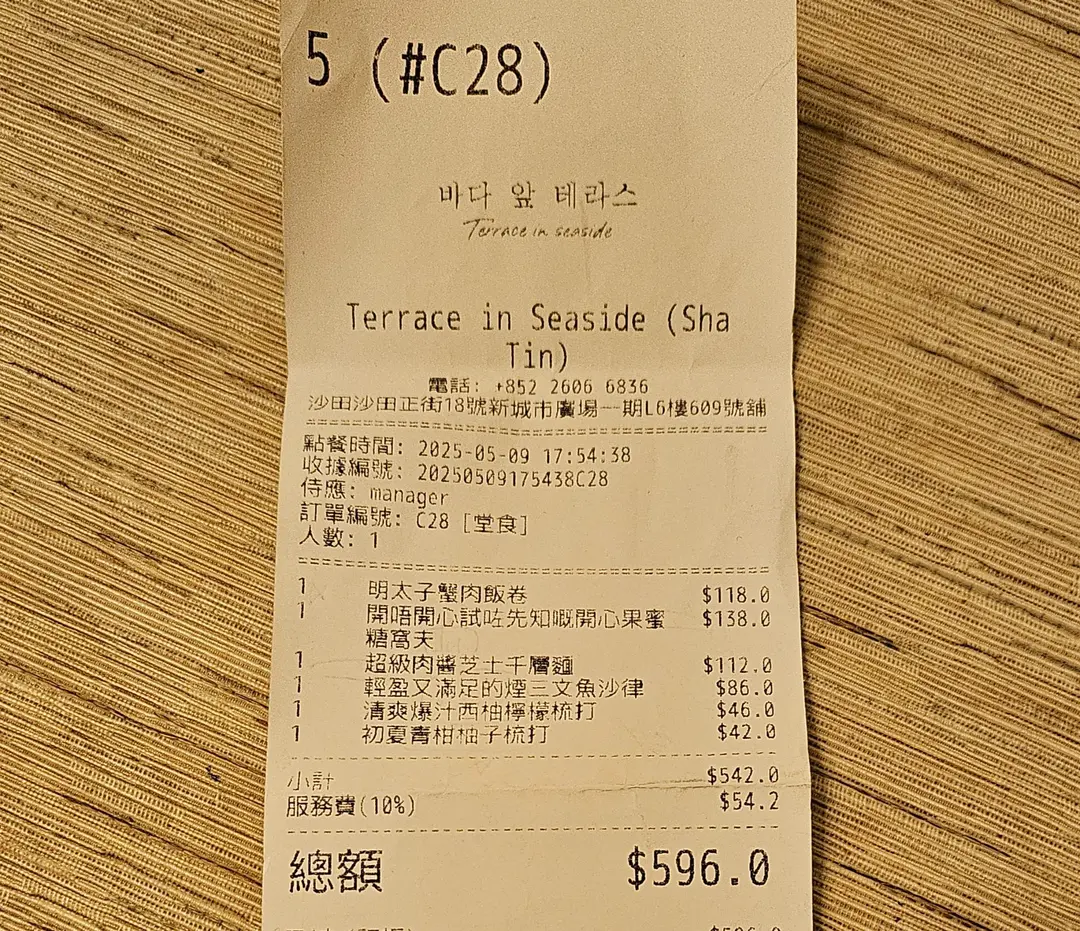 5 (#C28)
바다 앞 테라스
Terrace in seaside
Terrace in Seaside (Sha
Tin)
電話: +852 2606 6836
沙田沙田正街18號新城市廣場一期L6樓609號舖
點餐時間: 2025-05-09 17:54:38
收據編號: 20250509175438C28
侍應: manager
訂單編號: C28 [堂食]
人數: 1
1 明太子蟹肉飯卷 $118.0
1 開唔開心試咗先知嘅開心果蜜 $138.0
糖窩夫
1 超級肉醬芝士千層麵 $112.0
1 輕盈又滿足的煙三文魚沙律 $86.0
1 清爽爆汁西柚檸檬梳打 $46.0
1 初夏青柑柚子梳打 $42.0
小計 $542.0
服務費(10%) $54.2
總額 $596.0